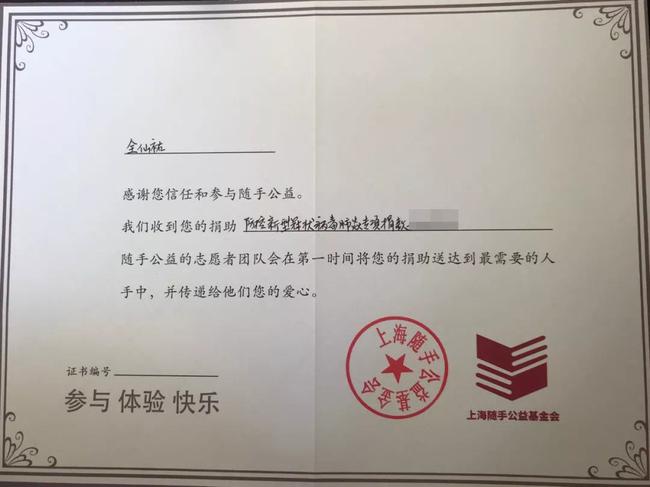 全仙祐
感谢您信任和参与随手公益。
我们收到您的捐助 防控新型冠状病毒肺炎专项捐款
随手公益的志愿者团队会在第一时间将您的捐助送达到最需要的人
手中，并传递给他们您的爱心。
证书编号
参与 体验 快乐
上海随手公益基金会
上海随手公益基金会